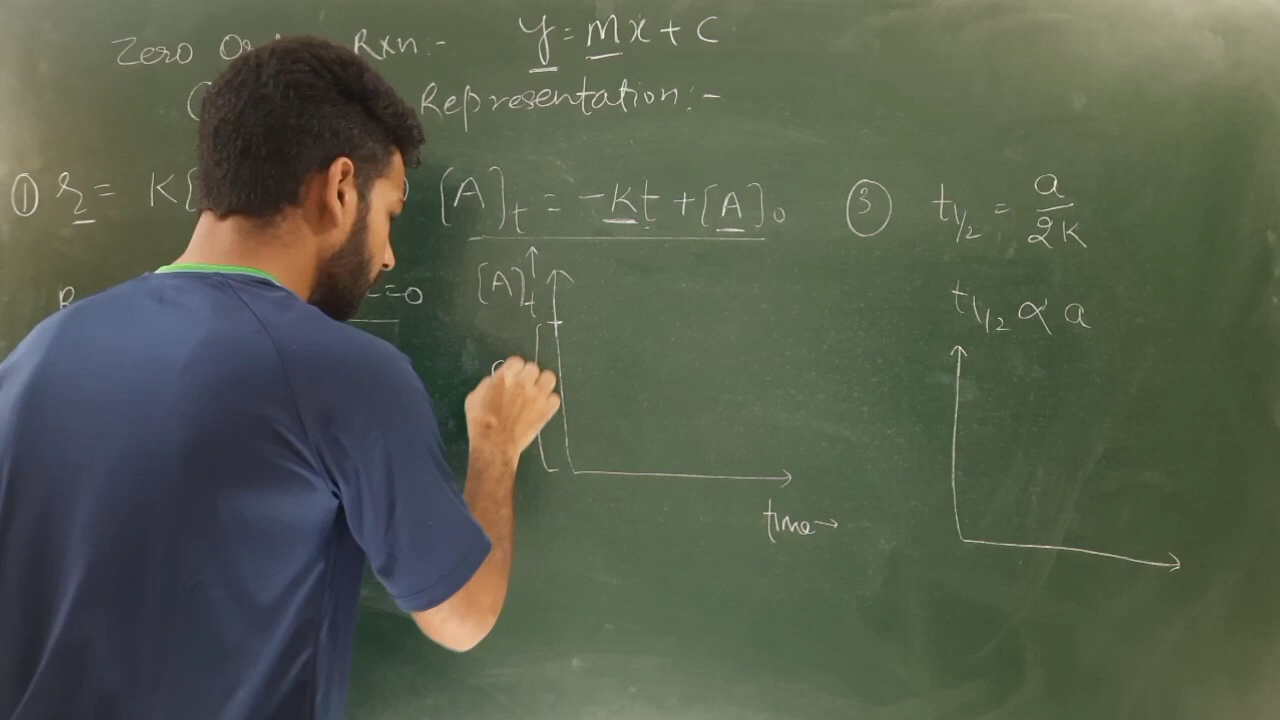 Zero Rxn:- y = mx + c
Representation:-
① r = K[
[A]t = -Kt + [A]₀
③ t1/2 = a/2K
[A]t
=0
t1/2 ∝ a
time→